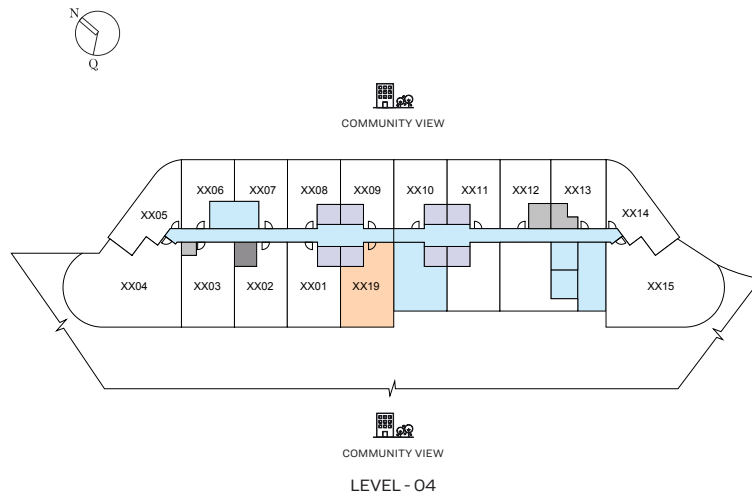 N
Q
COMMUNITY VIEW
XX06 XX07 XX08 XX09 XX10 XX11 XX12 XX13
XX05 XX14
XX04 XX03 XX02 XX01 XX19 XX15
COMMUNITY VIEW
LEVEL - 04